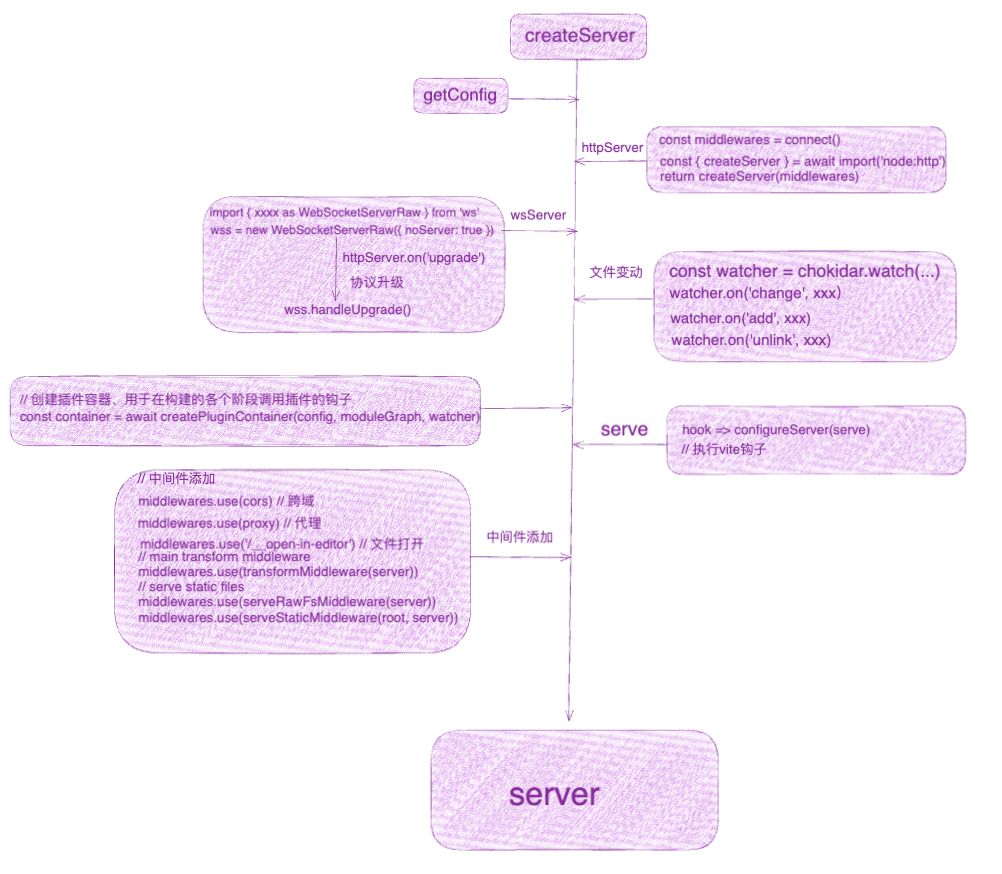 createServer
getConfig
httpServer
const middlewares = connect()
const { createServer } = await import('node:http')
return createServer(middlewares)
import { xxxx as WebSocketServerRaw } from 'ws'
wss = new WebSocketServerRaw({ noServer: true })
httpServer.on('upgrade')
协议升级
wss.handleUpgrade()
wsServer
文件变动
const watcher = chokidar.watch(...)
watcher.on('change', xxx)
watcher.on('add', xxx)
watcher.on('unlink', xxx)
// 创建插件容器、用于在构建的各个阶段调用插件的钩子
const container = await createPluginContainer(config, moduleGraph, watcher)
serve
hook => configureServer(serve)
// 执行vite钩子
// 中间件添加
middlewares.use(cors) // 跨域
middlewares.use(proxy) // 代理
middlewares.use('/__open-in-editor') // 文件打开
// main transform middleware
middlewares.use(transformMiddleware(server))
// serve static files
middlewares.use(serveRawFsMiddleware(server))
middlewares.use(serveStaticMiddleware(root, server))
中间件添加
server